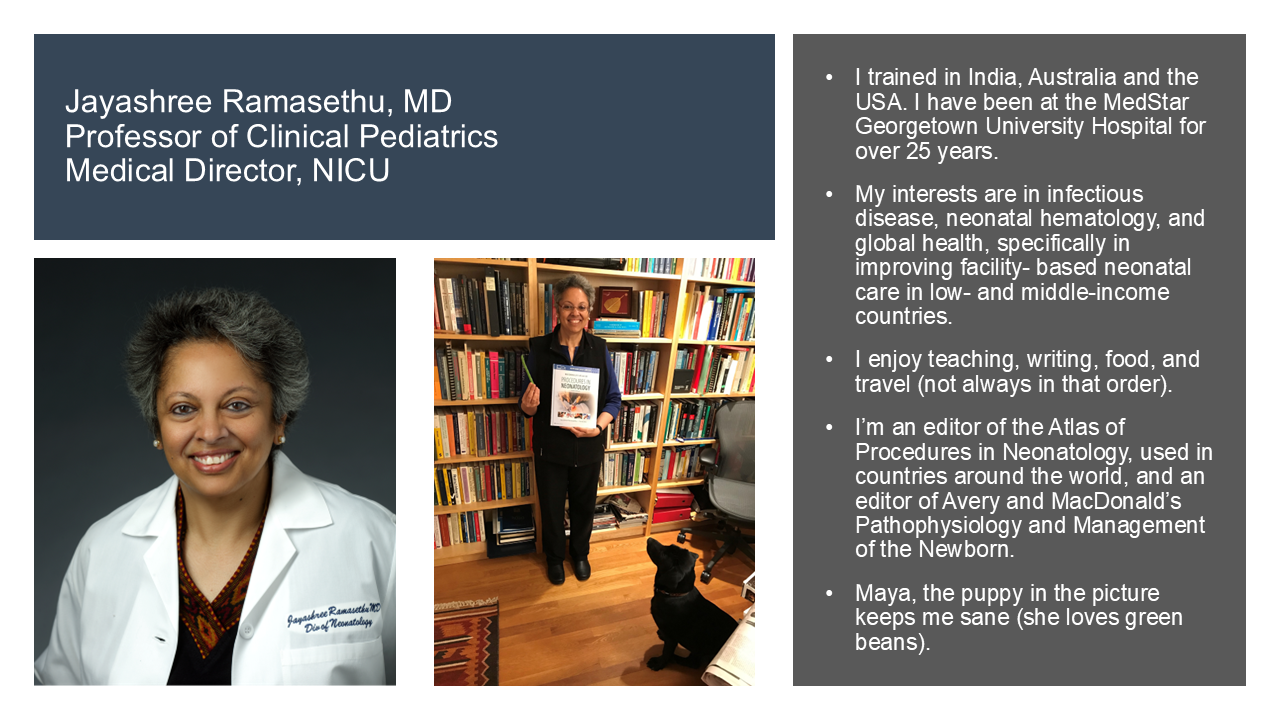 Jayashree Ramasethu, MD
Professor of Clinical Pediatrics
Medical Director, NICU
Jayashree Ramasethu MD
Div of Neonatology
PROCEDURES IN
NEONATOLOGY
• I trained in India, Australia and the
USA. I have been at the MedStar
Georgetown University Hospital for
over 25 years.
• My interests are in infectious
disease, neonatal hematology, and
global health, specifically in
improving facility- based neonatal
care in low- and middle-income
countries.
• I enjoy teaching, writing, food, and
travel (not always in that order).
• I’m an editor of the Atlas of
Procedures in Neonatology, used in
countries around the world, and an
editor of Avery and MacDonald’s
Pathophysiology and Management
of the Newborn.
• Maya, the puppy in the picture
keeps me sane (she loves green
beans).